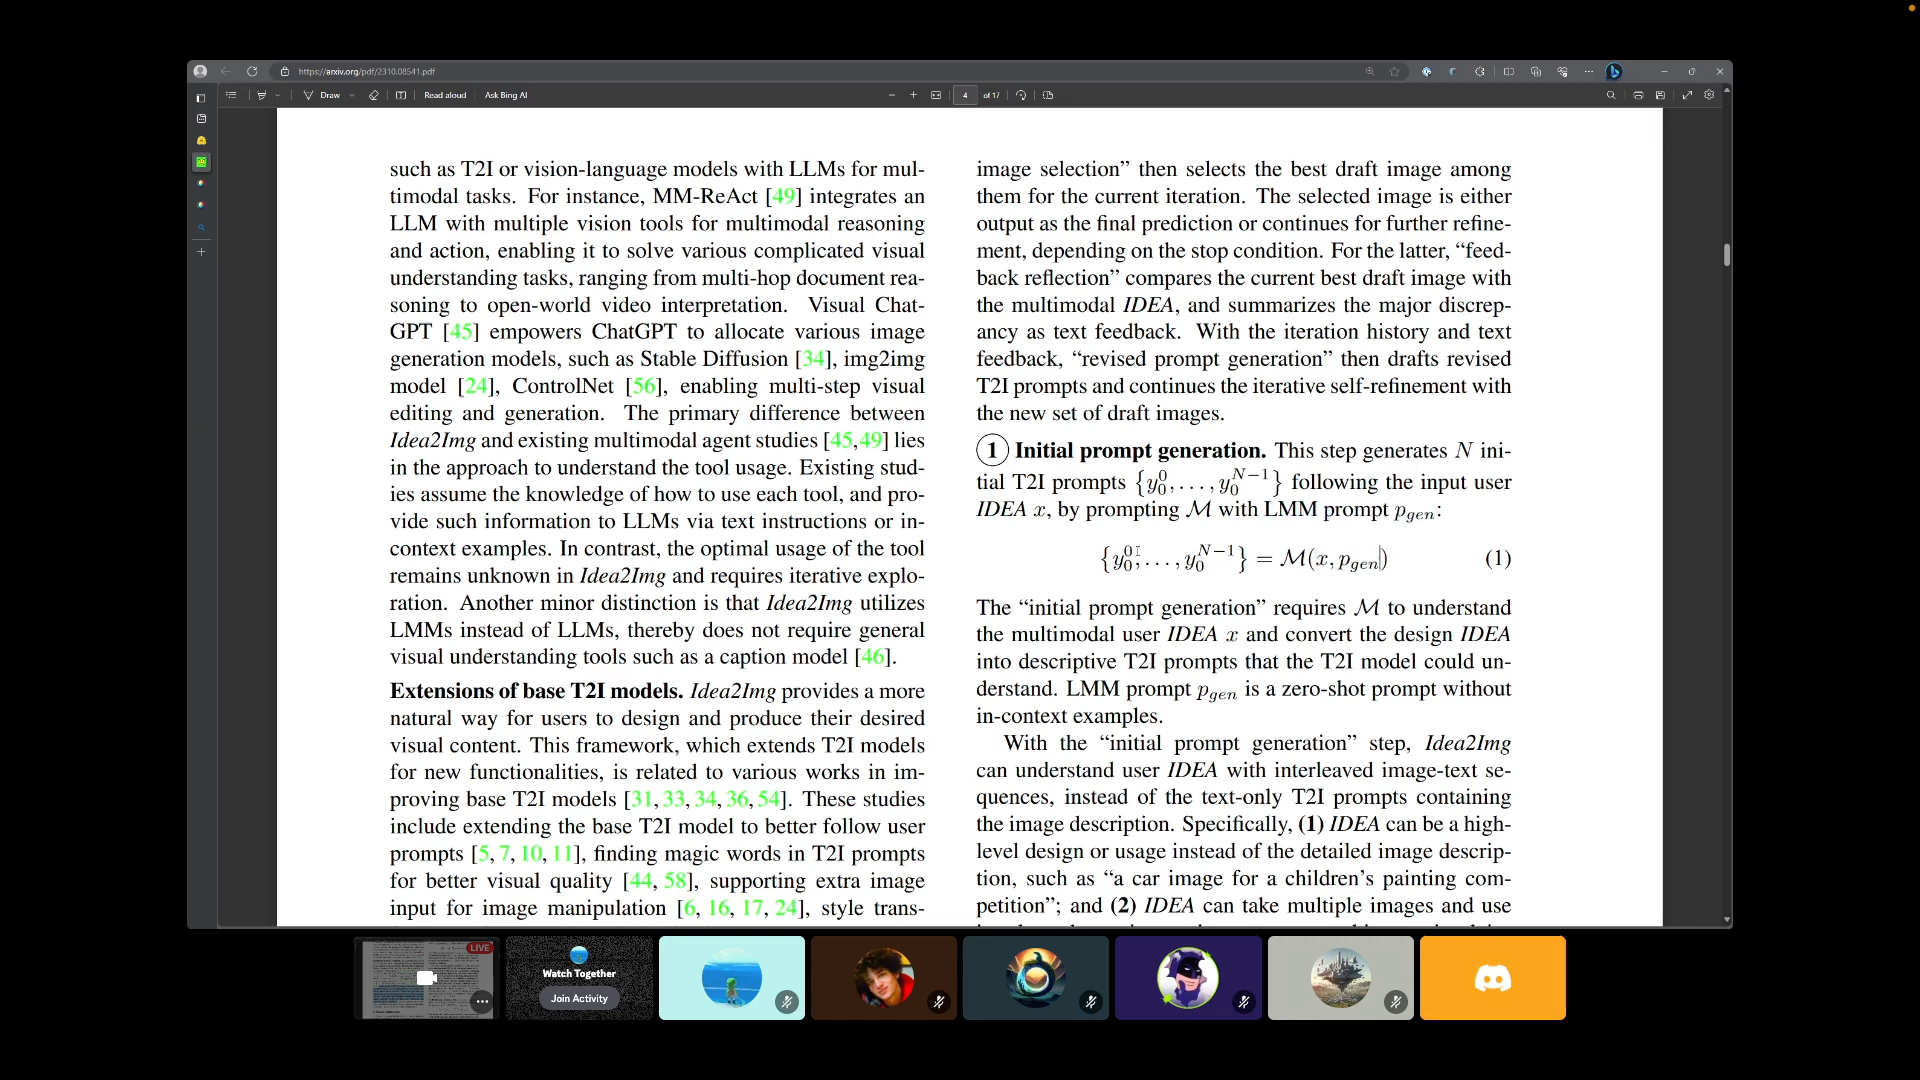 https://arxiv.org/pdf/2310.08541.pdf
Draw
Read aloud
Ask Bing AI
4
of 17
such as T2I or vision-language models with LLMs for mul-
timodal tasks. For instance, MM-ReAct [49] integrates an
LLM with multiple vision tools for multimodal reasoning
and action, enabling it to solve various complicated visual
understanding tasks, ranging from multi-hop document rea-
soning to open-world video interpretation. Visual Chat-
GPT [45] empowers ChatGPT to allocate various image
generation models, such as Stable Diffusion [34], img2img
model [24], ControlNet [56], enabling multi-step visual
editing and generation. The primary difference between
Idea2Img and existing multimodal agent studies [45,49] lies
in the approach to understand the tool usage. Existing stud-
ies assume the knowledge of how to use each tool, and pro-
vide such information to LLMs via text instructions or in-
context examples. In contrast, the optimal usage of the tool
remains unknown in Idea2Img and requires iterative explo-
ration. Another minor distinction is that Idea2Img utilizes
LMMs instead of LLMs, thereby does not require general
visual understanding tools such as a caption model [46].
Extensions of base T2I models. Idea2Img provides a more
natural way for users to design and produce their desired
visual content. This framework, which extends T2I models
for new functionalities, is related to various works in im-
proving base T2I models [31, 33, 34, 36, 54]. These studies
include extending the base T2I model to better follow user
prompts [5, 7, 10, 11], finding magic words in T2I prompts
for better visual quality [44, 58], supporting extra image
input for image manipulation [6, 16, 17, 24], style trans-
image selection” then selects the best draft image among
them for the current iteration. The selected image is either
output as the final prediction or continues for further refine-
ment, depending on the stop condition. For the latter, “feed-
back reflection” compares the current best draft image with
the multimodal IDEA, and summarizes the major discrep-
ancy as text feedback. With the iteration history and text
feedback, “revised prompt generation” then drafts revised
T2I prompts and continues the iterative self-refinement with
the new set of draft images.
① Initial prompt generation. This step generates N ini-
tial T2I prompts {y_0^0, . . . , y_0^{N−1}} following the input user
IDEA x, by prompting ℳ with LMM prompt p_{gen}:
{y_0^0, . . . , y_0^{N−1}} = ℳ(x, p_{gen}) (1)
The “initial prompt generation” requires ℳ to understand
the multimodal user IDEA x and convert the design IDEA
into descriptive T2I prompts that the T2I model could un-
derstand. LMM prompt p_{gen} is a zero-shot prompt without
in-context examples.
With the “initial prompt generation” step, Idea2Img
can understand user IDEA with interleaved image-text se-
quences, instead of the text-only T2I prompts containing
the image description. Specifically, (1) IDEA can be a high-
level design or usage instead of the detailed image descrip-
tion, such as “a car image for a children’s painting com-
petition”; and (2) IDEA can take multiple images and use
LIVE
Watch Together
Join Activity